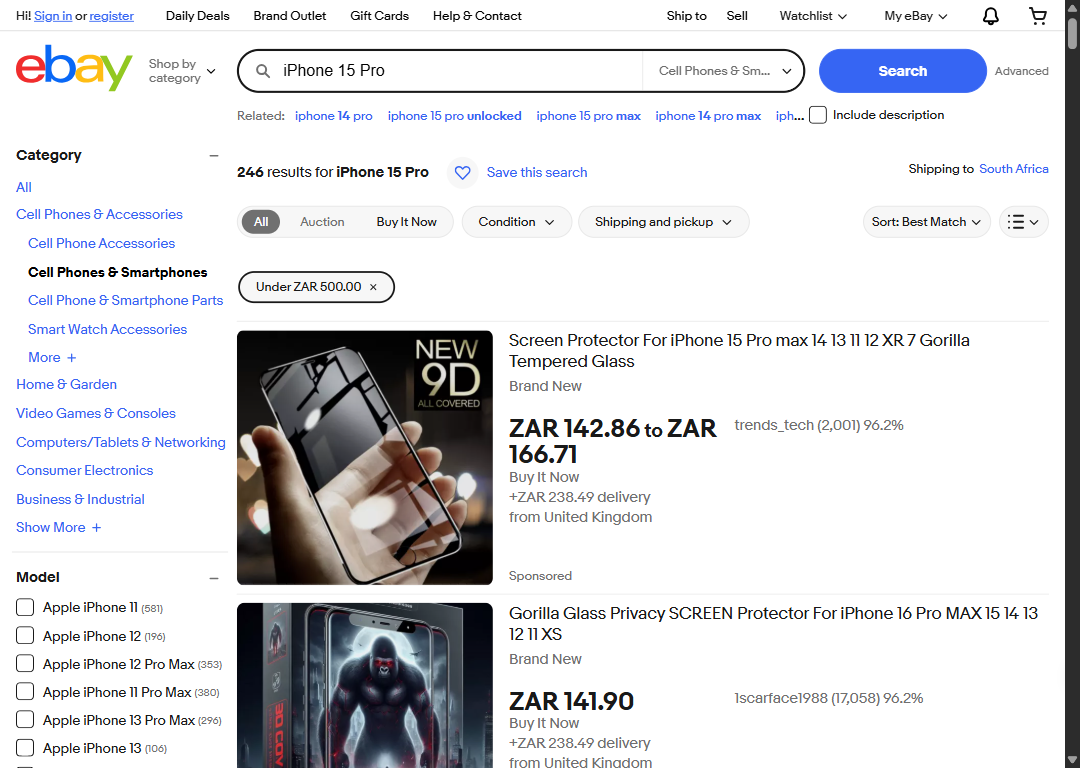 Hi! Sign in or register
Daily Deals
Brand Outlet
Gift Cards
Help & Contact
Ship to
Sell
Watchlist
My eBay
ebay
Shop by category
iPhone 15 Pro
Cell Phones & Sm...
Search
Advanced
Related: iphone 14 pro iphone 15 pro unlocked iphone 15 pro max iphone 14 pro max iph...
Include description
Category
All
Cell Phones & Accessories
Cell Phone Accessories
Cell Phones & Smartphones
Cell Phone & Smartphone Parts
Smart Watch Accessories
More +
Home & Garden
Video Games & Consoles
Computers/Tablets & Networking
Consumer Electronics
Business & Industrial
Show More +
Model
Apple iPhone 11 (581)
Apple iPhone 12 (196)
Apple iPhone 12 Pro Max (353)
Apple iPhone 11 Pro Max (380)
Apple iPhone 13 Pro Max (296)
Apple iPhone 13 (106)
246 results for iPhone 15 Pro
Save this search
Shipping to South Africa
All
Auction
Buy It Now
Condition
Shipping and pickup
Sort: Best Match
Under ZAR 500.00 ×
NEW
9D
ALL COVERED
Screen Protector For iPhone 15 Pro max 14 13 11 12 XR 7 Gorilla
Tempered Glass
Brand New
ZAR 142.86 to ZAR
166.71
trends_tech (2,001) 96.2%
Buy It Now
+ZAR 238.49 delivery
from United Kingdom
Sponsored
Gorilla Glass Privacy SCREEN Protector For iPhone 16 Pro MAX 15 14 13
12 11 XS
Brand New
ZAR 141.90
1scarface1988 (17,058) 96.2%
Buy It Now
+ZAR 238.49 delivery
from United Kingdom